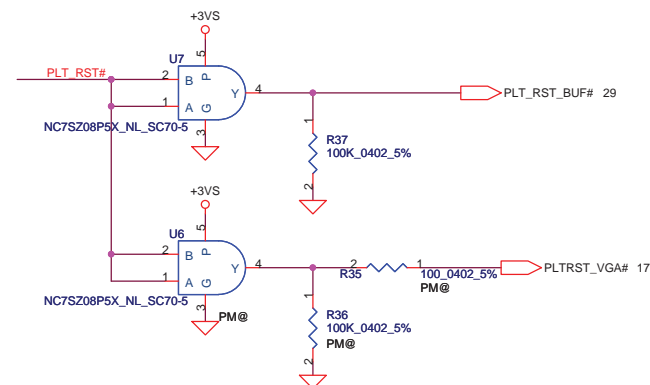 +3VS
5
U7
PLT_RST#
2
B
P
Y
4
PLT_RST_BUF# 29
1
A
G
3
NC7SZ08P5X_NL_SC70-5
1
R37
100K_0402_5%
2
+3VS
5
U6
2
B
P
Y
4
2
1
PLTRST_VGA# 17
R35
100_0402_5%
PM@
1
A
G
3
NC7SZ08P5X_NL_SC70-5
PM@
1
R36
100K_0402_5%
PM@
2